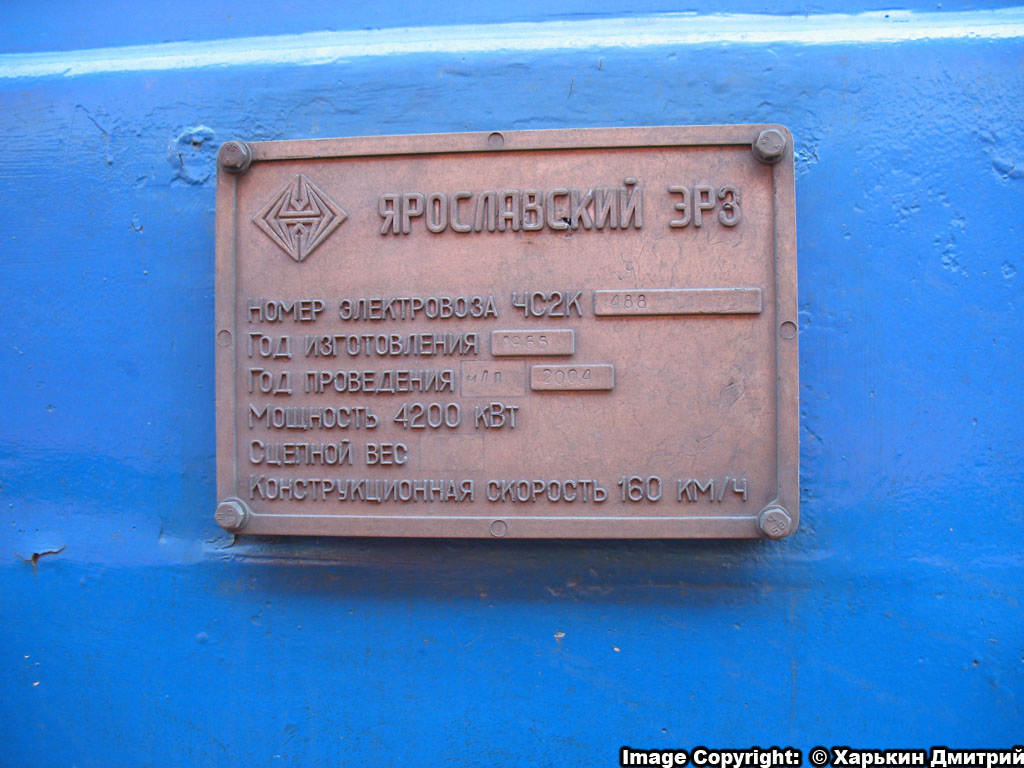 ЯРОСЛАВСКИЙ ЭРЗ
НОМЕР ЭЛЕКТРОВОЗА ЧС2К 488
ГОД ИЗГОТОВЛЕНИЯ 1965
ГОД ПРОВЕДЕНИЯ 2004
МОЩНОСТЬ 4200 КВТ
СЦЕПНОЙ ВЕС
КОНСТРУКЦИОННАЯ СКОРОСТЬ 160 КМ/Ч
Image Copyright: © Харькин Дмитрий